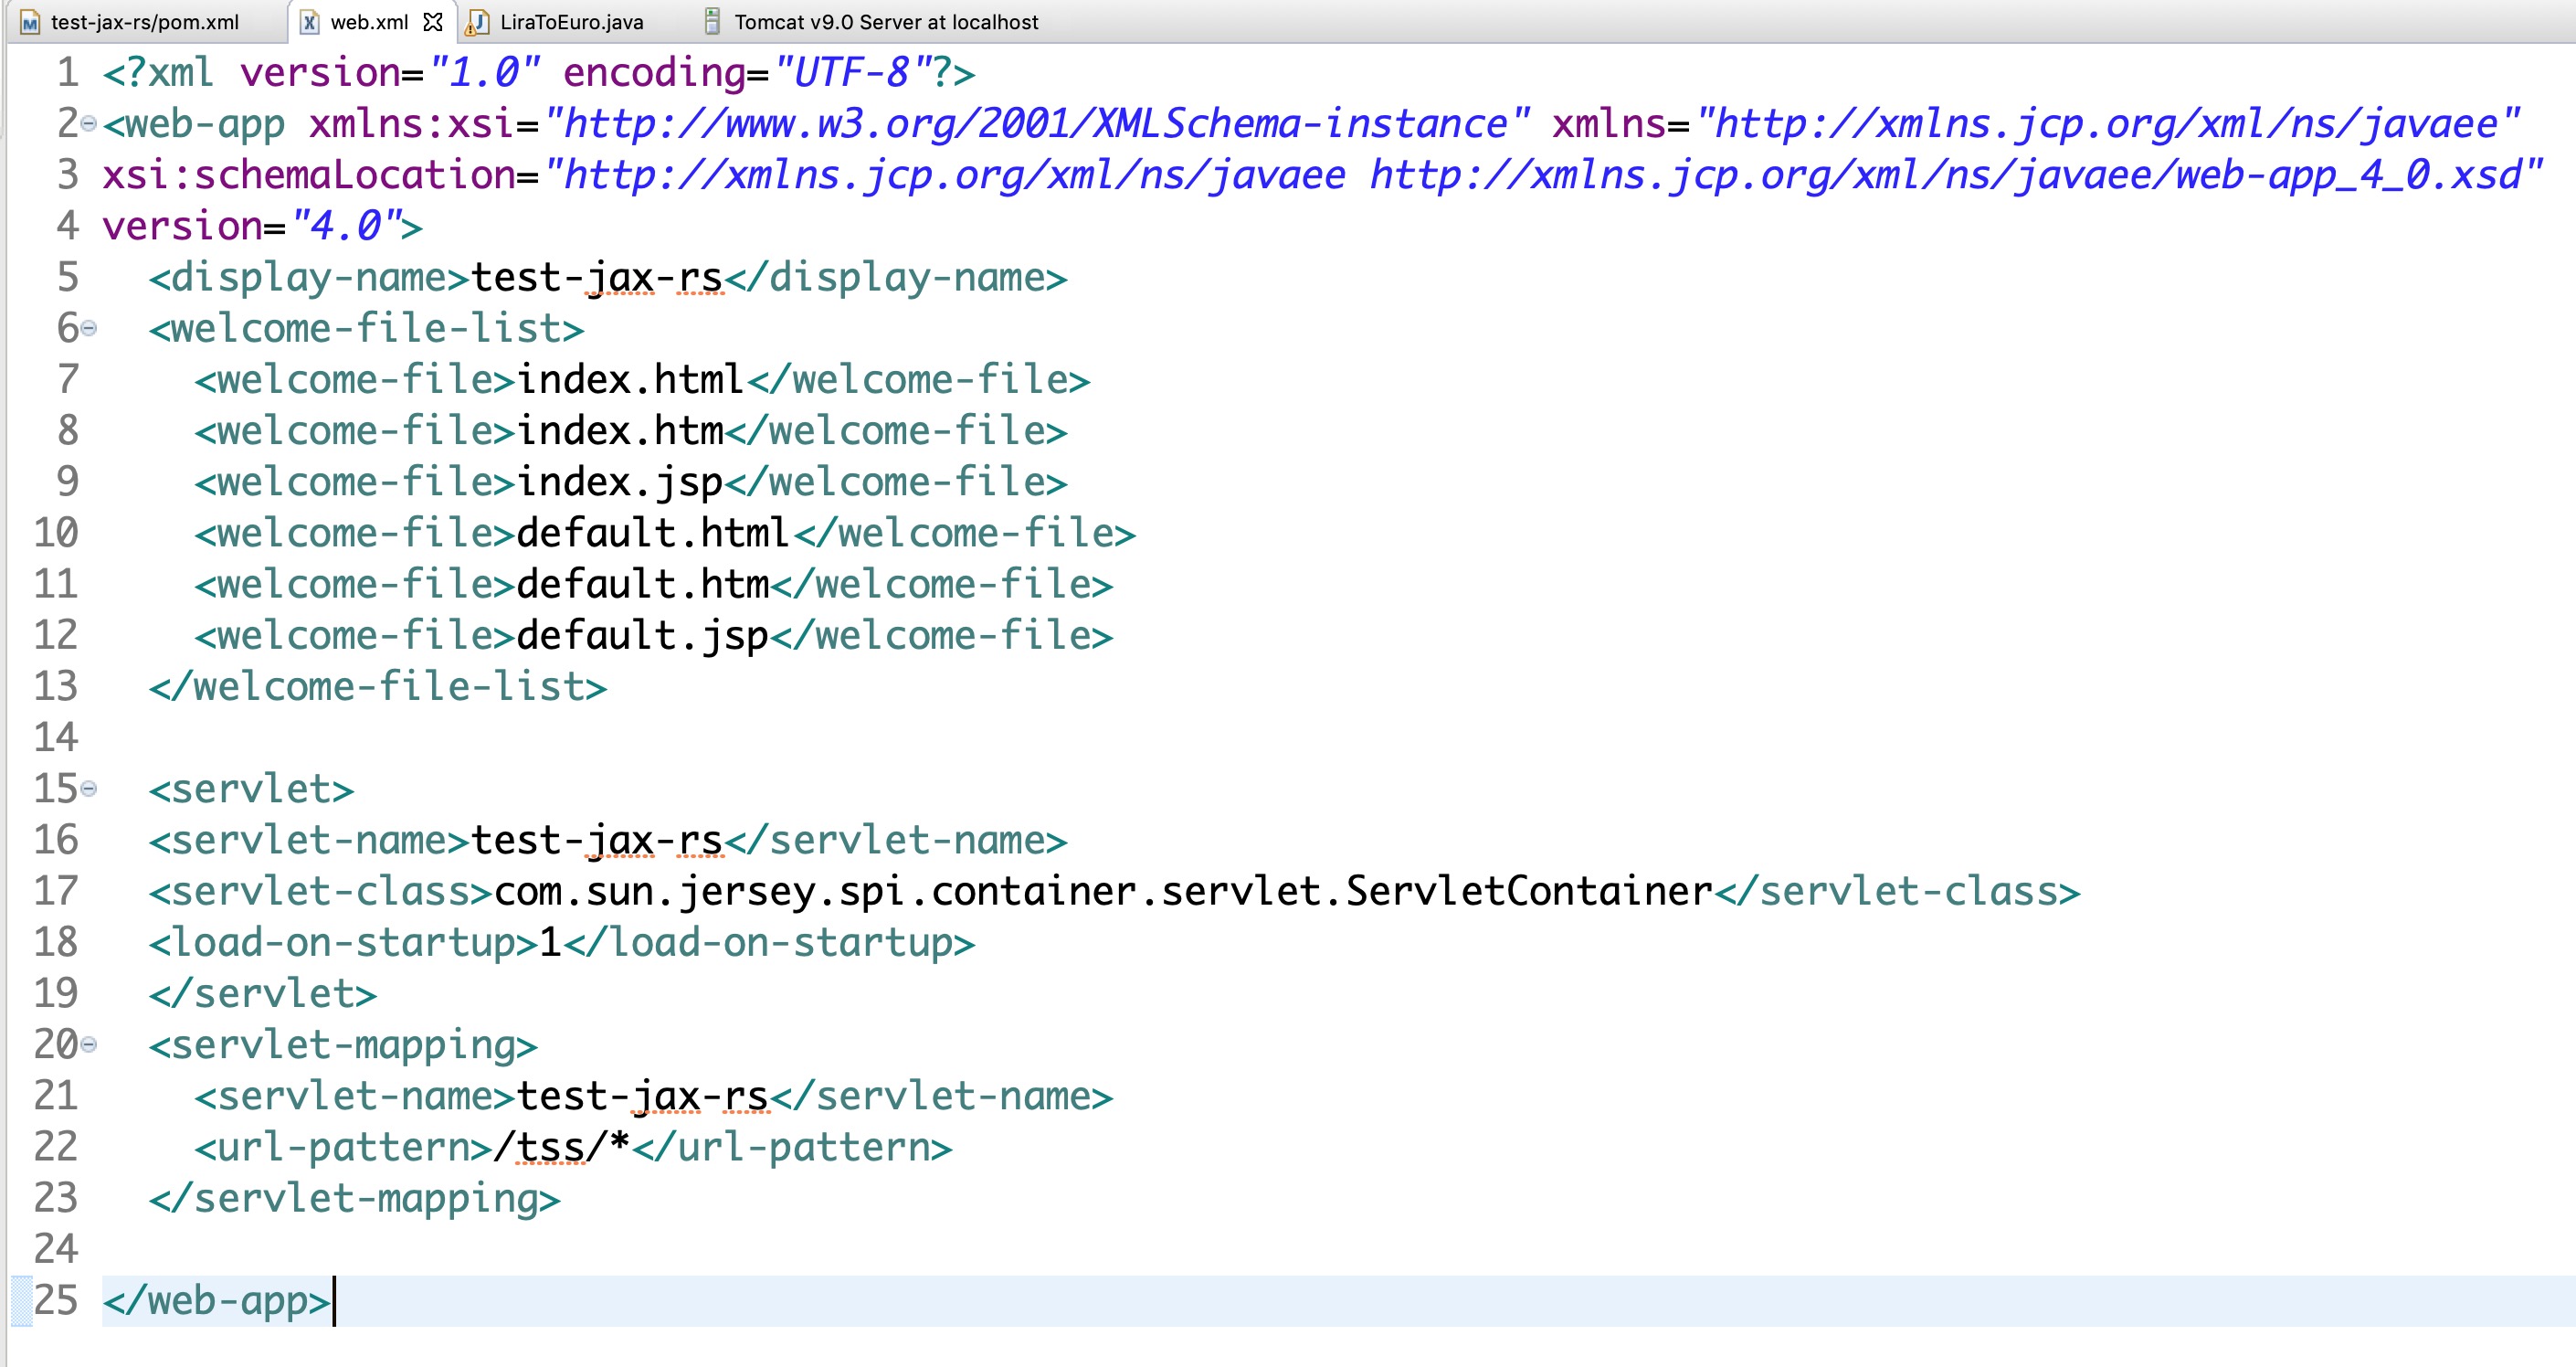 test-jax-rs/pom.xml web.xml LiraToEuro.java Tomcat v9.0 Server at localhost
1 <?xml version="1.0" encoding="UTF-8"?>
2 <web-app xmlns:xsi="http://www.w3.org/2001/XMLSchema-instance" xmlns="http://xmlns.jcp.org/xml/ns/javaee"
3 xsi:schemaLocation="http://xmlns.jcp.org/xml/ns/javaee http://xmlns.jcp.org/xml/ns/javaee/web-app_4_0.xsd"
4 version="4.0">
5   <display-name>test-jax-rs</display-name>
6   <welcome-file-list>
7     <welcome-file>index.html</welcome-file>
8     <welcome-file>index.htm</welcome-file>
9     <welcome-file>index.jsp</welcome-file>
10     <welcome-file>default.html</welcome-file>
11     <welcome-file>default.htm</welcome-file>
12     <welcome-file>default.jsp</welcome-file>
13   </welcome-file-list>
14
15   <servlet>
16   <servlet-name>test-jax-rs</servlet-name>
17   <servlet-class>com.sun.jersey.spi.container.servlet.ServletContainer</servlet-class>
18   <load-on-startup>1</load-on-startup>
19   </servlet>
20   <servlet-mapping>
21     <servlet-name>test-jax-rs</servlet-name>
22     <url-pattern>/tss/*</url-pattern>
23   </servlet-mapping>
24
25 </web-app>